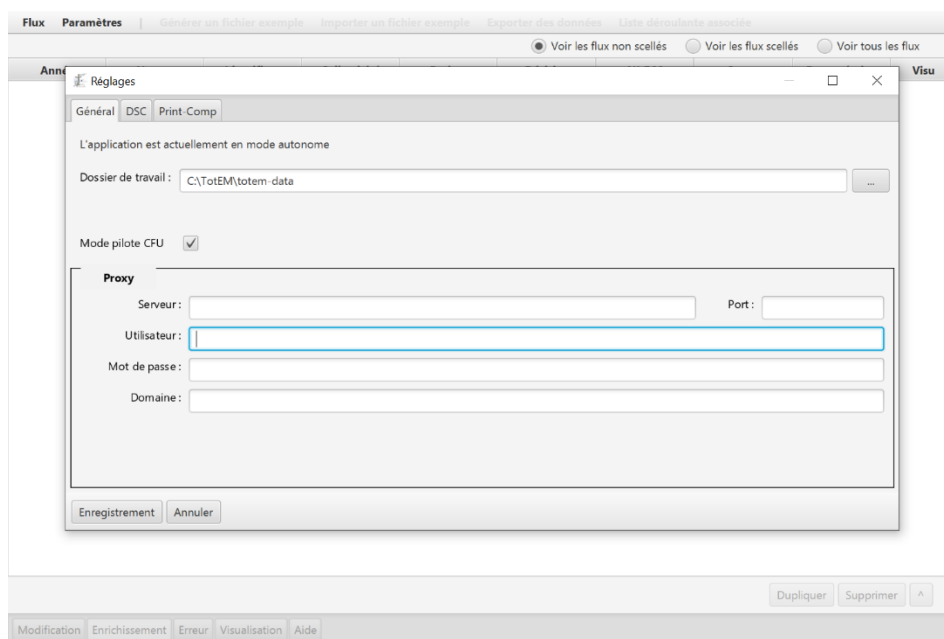 Flux Paramètres | Générer un fichier exemple Importer un fichier exemple Exporter des données Liste déroulante associée
Voir les flux non scellés Voir les flux scellés Voir tous les flux
Visu
Réglages
Général DSC Print-Comp
L'application est actuellement en mode autonome
Dossier de travail : C:\TotEM\totem-data ...
Mode pilote CFU
Proxy
Serveur : Port :
Utilisateur :
Mot de passe :
Domaine :
Enregistrement Annuler
Dupliquer Supprimer ^
Modification Enrichissement Erreur Visualisation Aide